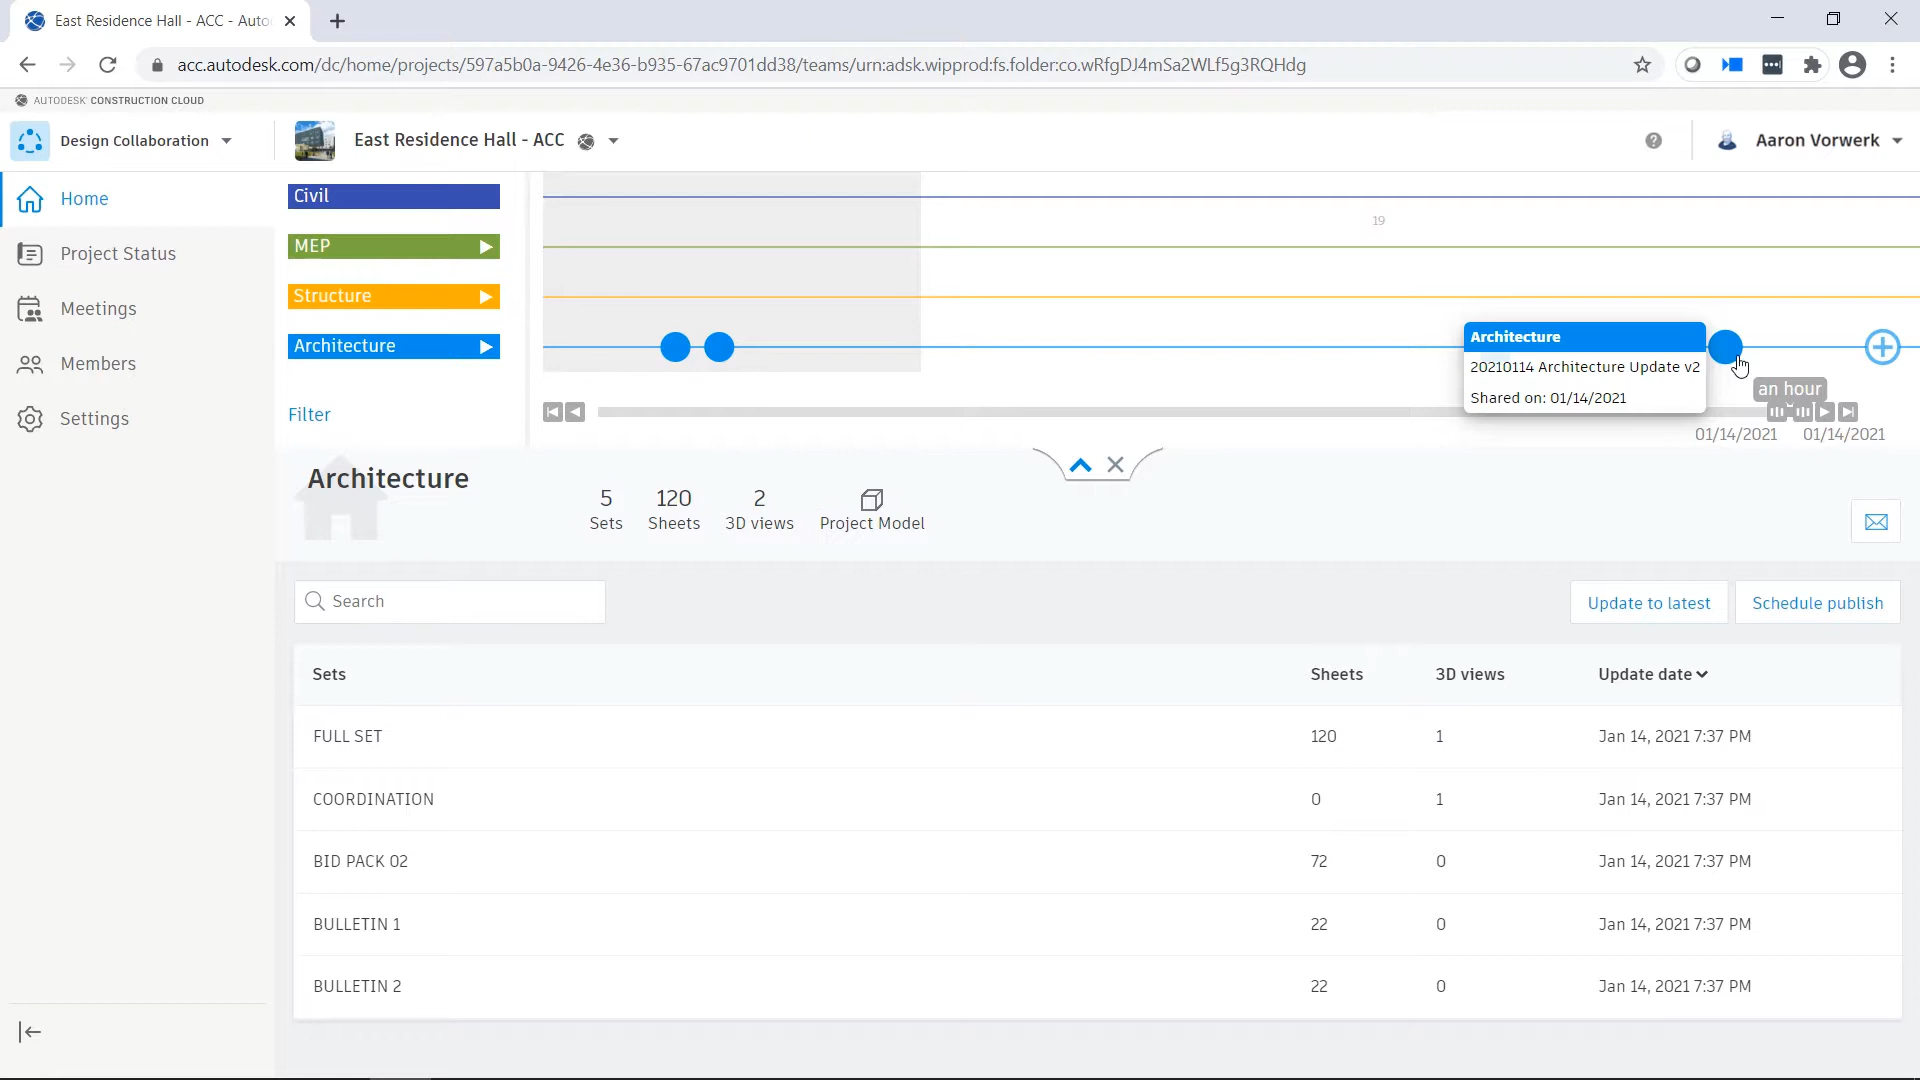 East Residence Hall - ACC - Auto
acc.autodesk.com/dc/home/projects/597a5b0a-9426-4e36-b935-67ac9701dd38/teams/urn:adsk.wipprod:fs.folder:co.wRfgDJ4mSa2WLf5g3RQHdg
AUTODESK' CONSTRUCTION CLOUD
Design Collaboration
East Residence Hall - ACC
Aaron Vorwerk
Home
Project Status
Meetings
Members
Settings
Civil
MEP
Structure
Architecture
Filter
19
Architecture
20210114 Architecture Update v2
Shared on: 01/14/2021
an hour
01/14/2021 01/14/2021
Architecture
5 120 2
Sets Sheets 3D views Project Model
Search
Update to latest Schedule publish
Sets Sheets 3D views Update date
FULL SET 120 1 Jan 14, 2021 7:37 PM
COORDINATION 0 1 Jan 14, 2021 7:37 PM
BID PACK 02 72 0 Jan 14, 2021 7:37 PM
BULLETIN 1 22 0 Jan 14, 2021 7:37 PM
BULLETIN 2 22 0 Jan 14, 2021 7:37 PM